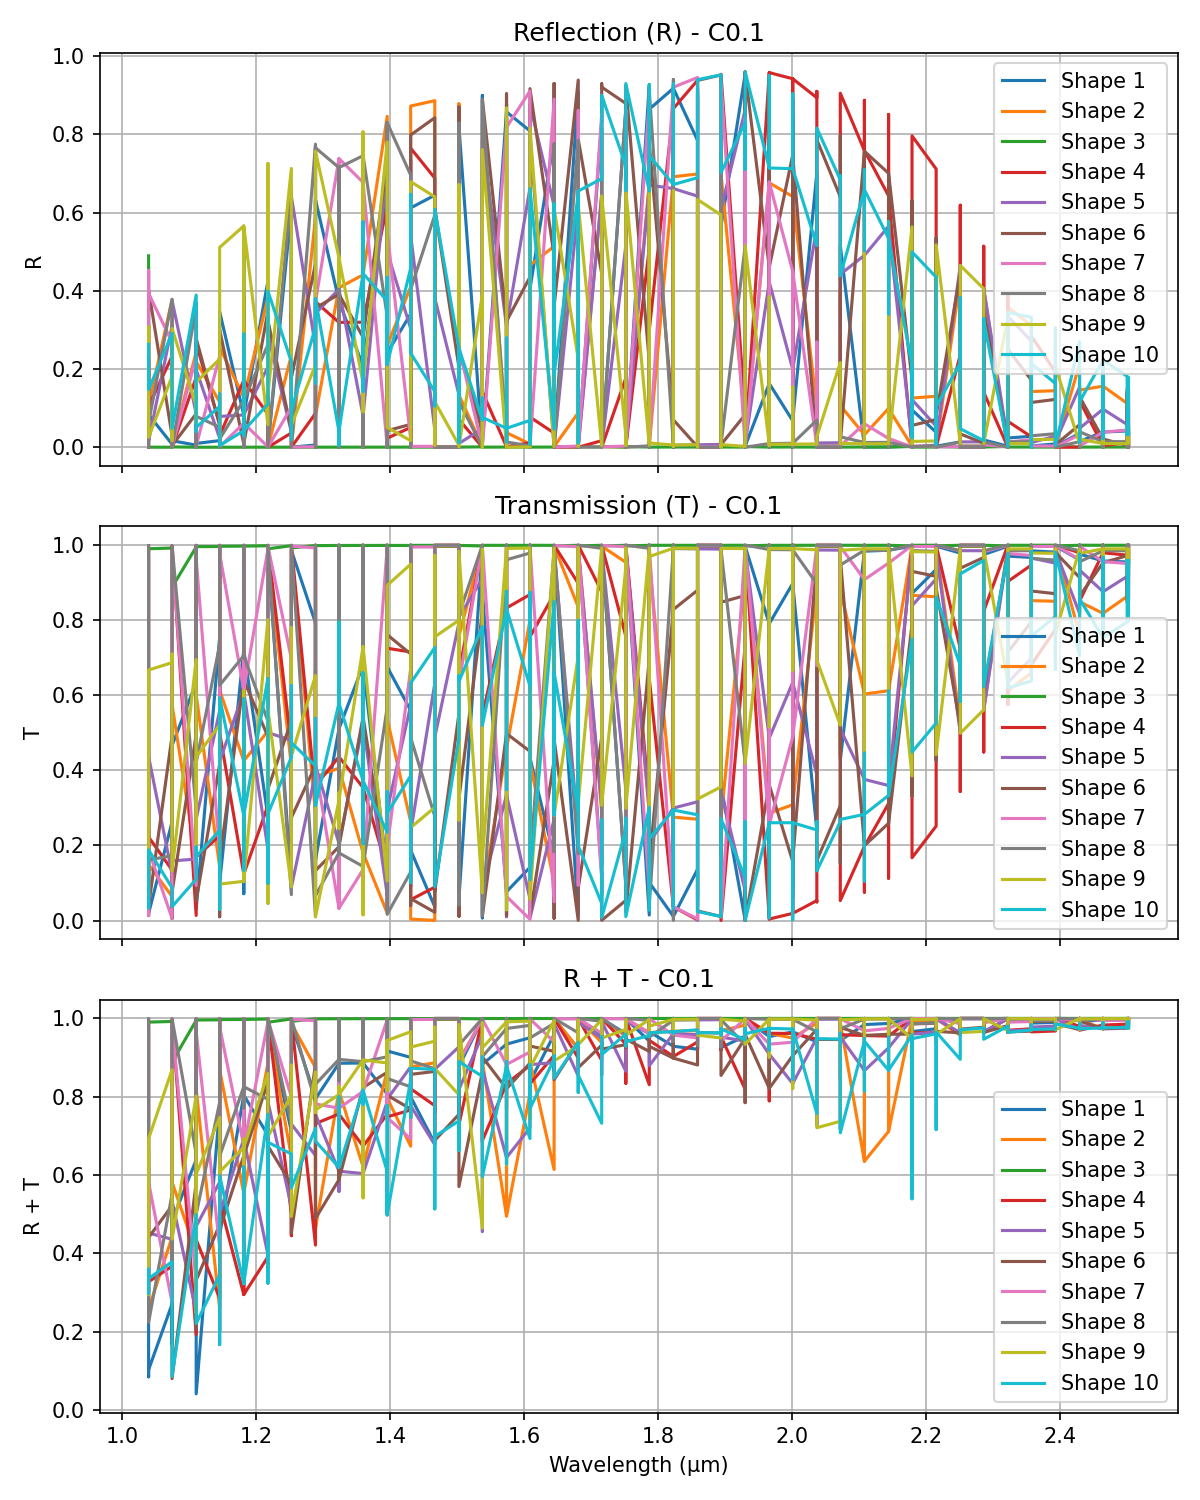 Reflection (R) - C0.1
1.0
0.8
0.6
0.4
0.2
0.0
R
Shape 1
Shape 2
Shape 3
Shape 4
Shape 5
Shape 6
Shape 7
Shape 8
Shape 9
Shape 10
Transmission (T) - C0.1
1.0
0.8
0.6
0.4
0.2
0.0
T
Shape 1
Shape 2
Shape 3
Shape 4
Shape 5
Shape 6
Shape 7
Shape 8
Shape 9
Shape 10
R + T - C0.1
1.0
0.8
0.6
0.4
0.2
0.0
R + T
Shape 1
Shape 2
Shape 3
Shape 4
Shape 5
Shape 6
Shape 7
Shape 8
Shape 9
Shape 10
1.0 1.2 1.4 1.6 1.8 2.0 2.2 2.4
Wavelength (μm)